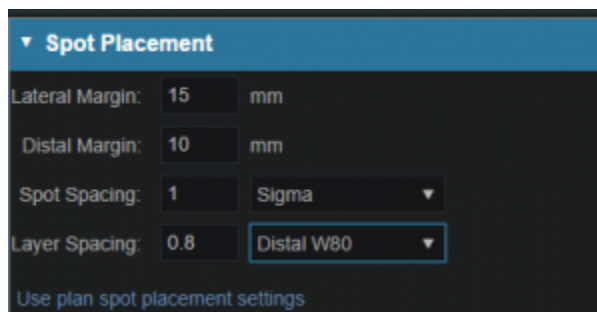 Spot Placement
Lateral Margin: 15 mm
Distal Margin: 10 mm
Spot Spacing: 1 Sigma
Layer Spacing: 0.8 Distal W80
Use plan spot placement settings